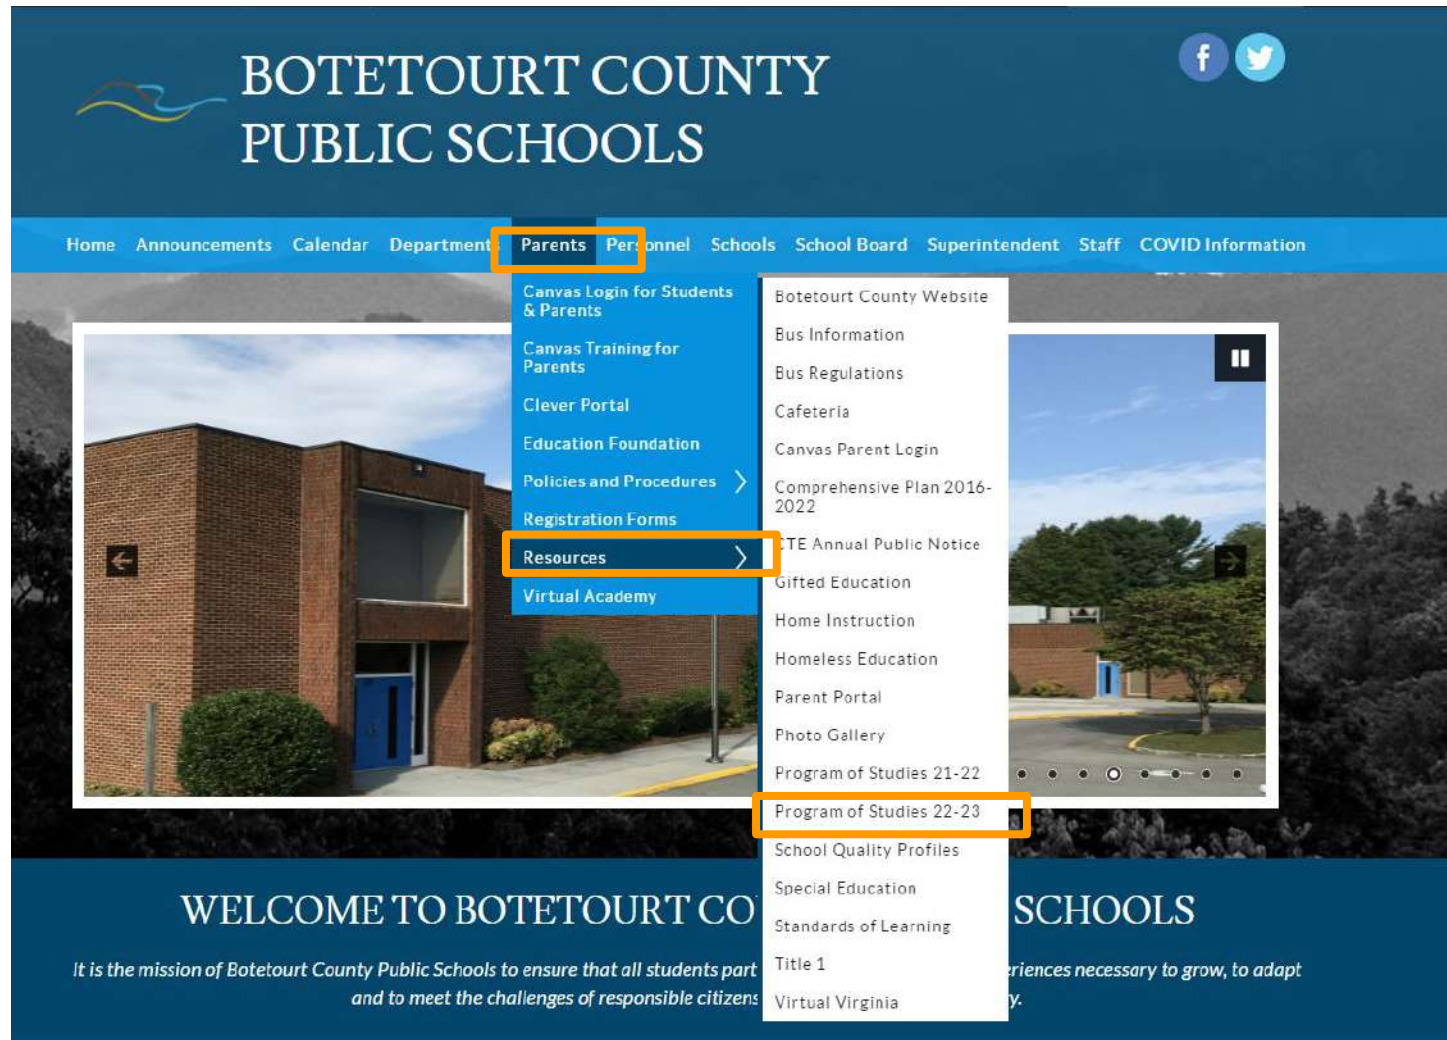 BOTETOURT COUNTY
PUBLIC SCHOOLS
Home Announcements Calendar Departments Parents Personnel Schools School Board Superintendent Staff COVID Information
Canvas Login for Students
& Parents
Canvas Training for
Parents
Clever Portal
Education Foundation
Policies and Procedures
Registration Forms
Resources
Virtual Academy
Botetourt County Website
Bus Information
Bus Regulations
Cafeteria
Canvas Parent Login
Comprehensive Plan 2016-
2022
CTE Annual Public Notice
Gifted Education
Home Instruction
Homeless Education
Parent Portal
Photo Gallery
Program of Studies 21-22
Program of Studies 22-23
School Quality Profiles
Special Education
Standards of Learning
Title 1
Virtual Virginia
WELCOME TO BOTETOURT CO SCHOOLS
It is the mission of Botetourt County Public Schools to ensure that all students part necessary to grow, to adapt
and to meet the challenges of responsible citizens